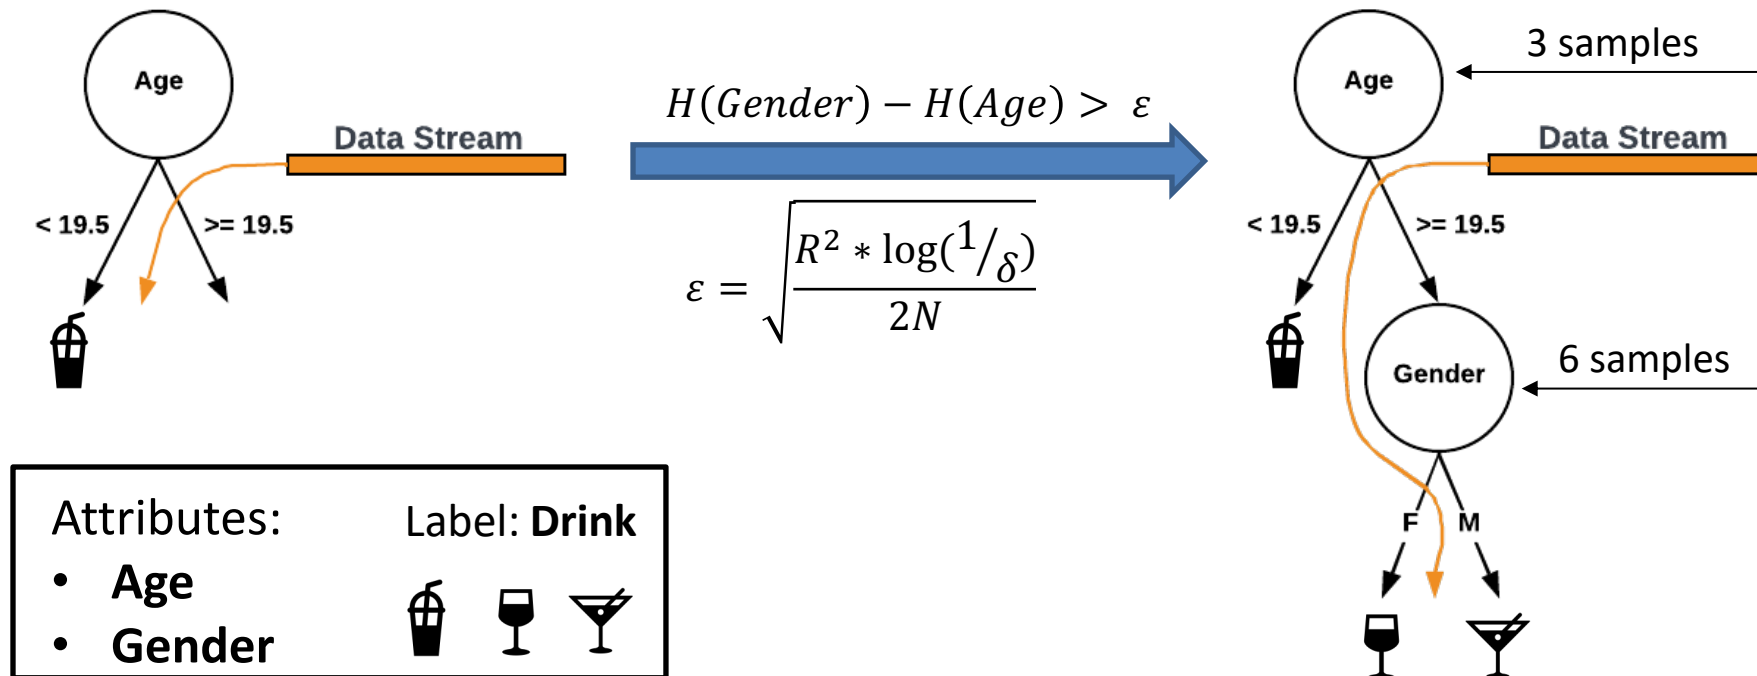 Age
Data Stream
< 19.5
>= 19.5
H(Gender) − H(Age) > ε
ε = √(R² * log(1/δ) / 2N)
Age
3 samples
Data Stream
< 19.5
>= 19.5
Gender
6 samples
F
M
Attributes:
• Age
• Gender
Label: Drink